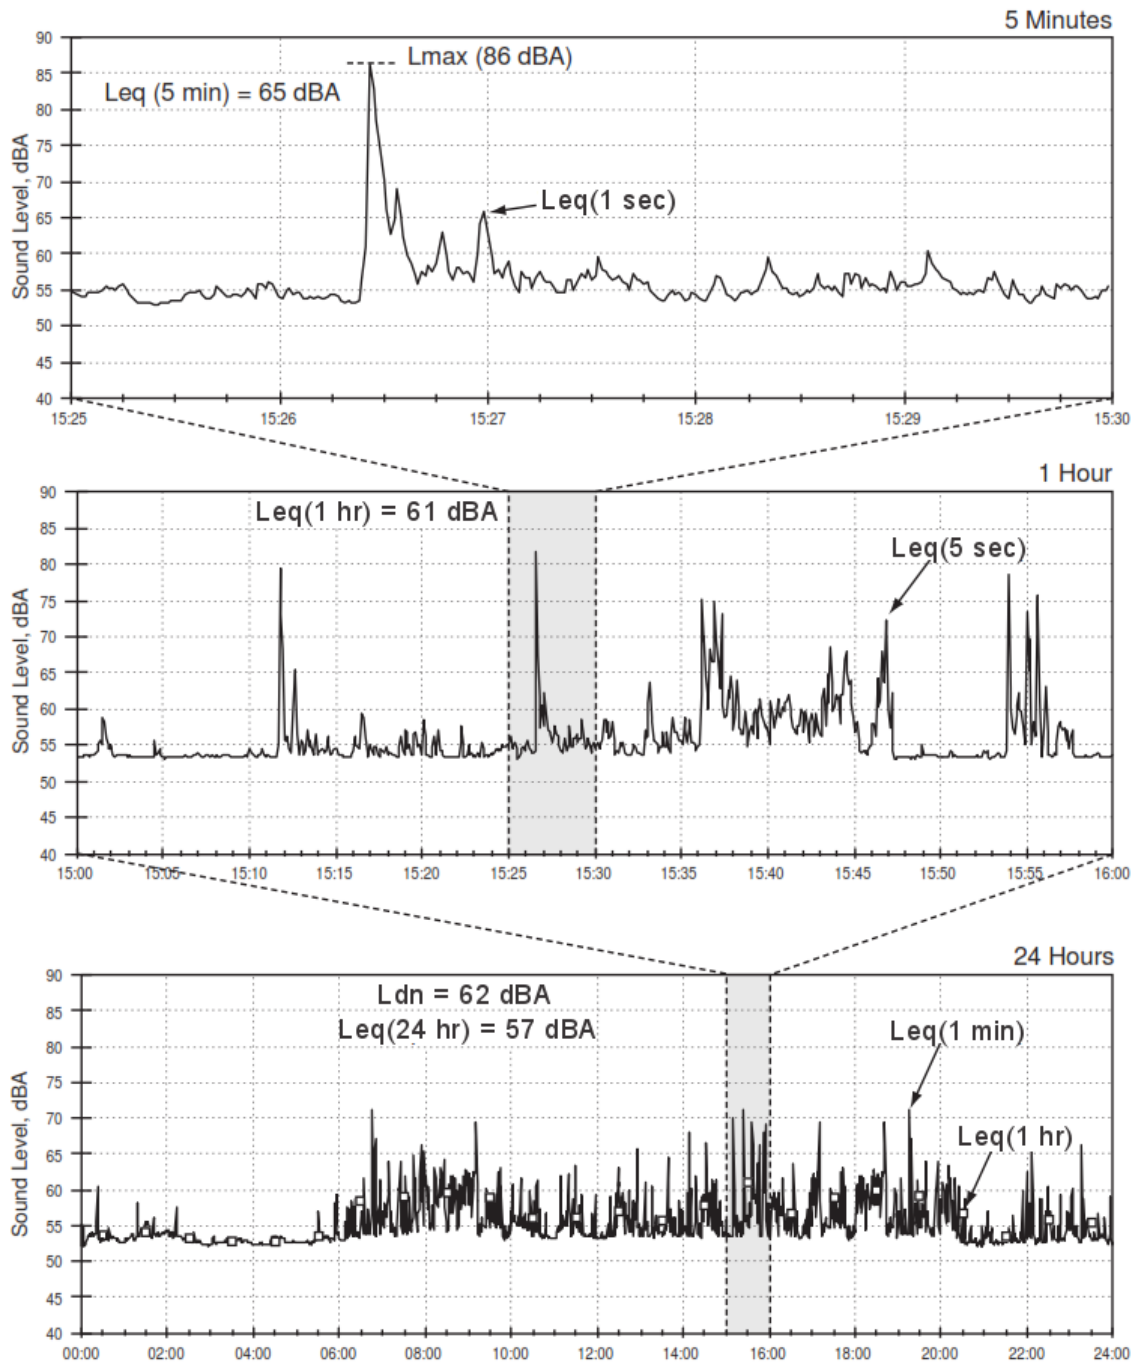 5 Minutes
90
85
80
75
70
65
60
55
50
45
40
Sound Level, dBA
Lmax (86 dBA)
Leq (5 min) = 65 dBA
Leq(1 sec)
15:25 15:26 15:27 15:28 15:29 15:30
1 Hour
90
85
80
75
70
65
60
55
50
45
40
Sound Level, dBA
Leq(1 hr) = 61 dBA
Leq(5 sec)
15:00 15:05 15:10 15:15 15:20 15:25 15:30 15:35 15:40 15:45 15:50 15:55 16:00
24 Hours
90
85
80
75
70
65
60
55
50
45
40
Sound Level, dBA
Ldn = 62 dBA
Leq(24 hr) = 57 dBA
Leq(1 min)
Leq(1 hr)
00:00 02:00 04:00 06:00 08:00 10:00 12:00 14:00 16:00 18:00 20:00 22:00 24:00